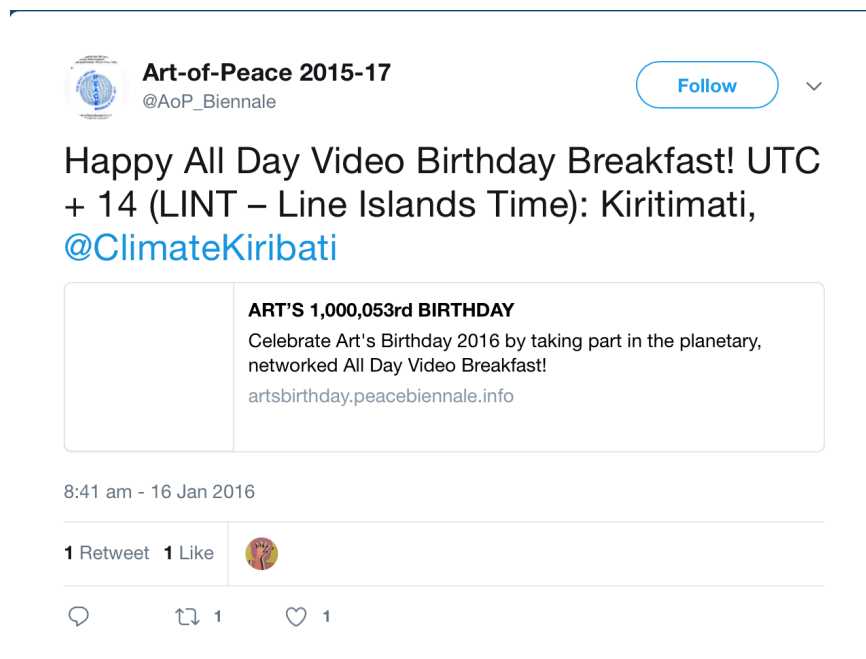 Art-of-Peace 2015-17
@AoP_Biennale
Follow
Happy All Day Video Birthday Breakfast! UTC
+ 14 (LINT – Line Islands Time): Kiritimati,
@ClimateKiribati
ART'S 1,000,053rd BIRTHDAY
Celebrate Art's Birthday 2016 by taking part in the planetary,
networked All Day Video Breakfast!
artsbirthday.peacebiennale.info
8:41 am - 16 Jan 2016
1 Retweet 1 Like
1 1